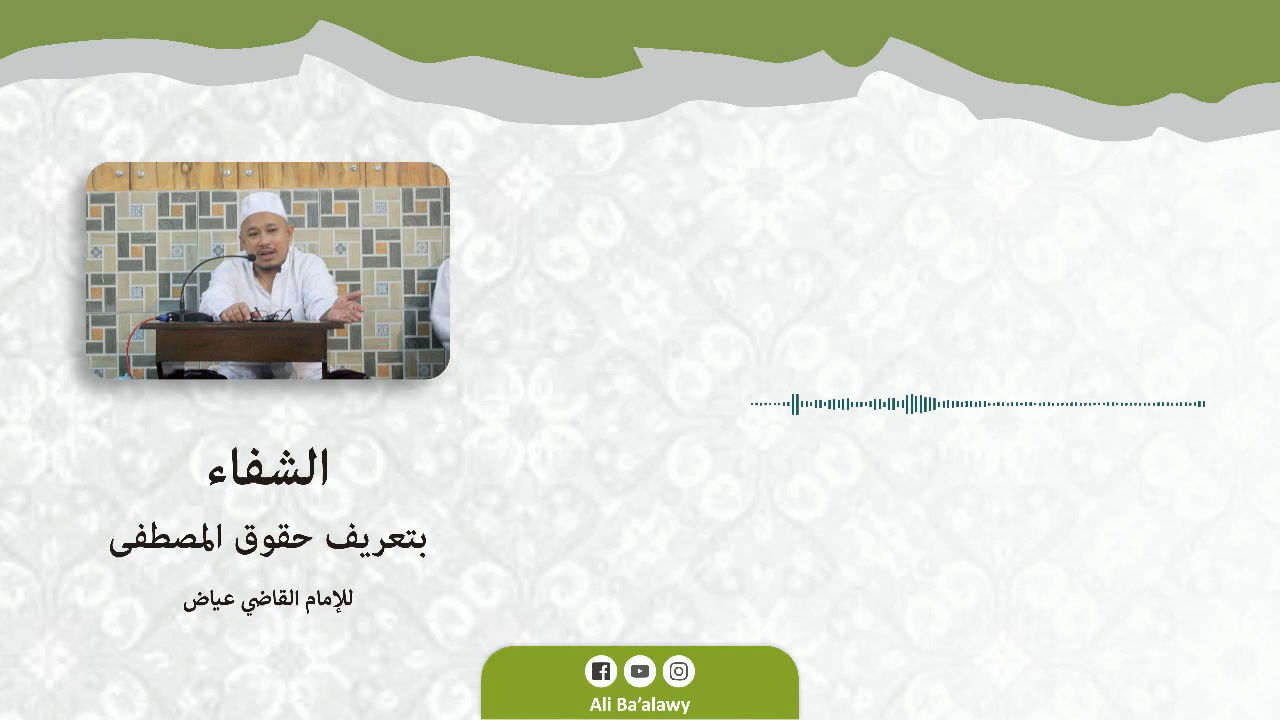 الشفاء
بتعريف حقوق المصطفى
للإمام القاضي عياض
Ali Ba'alawy